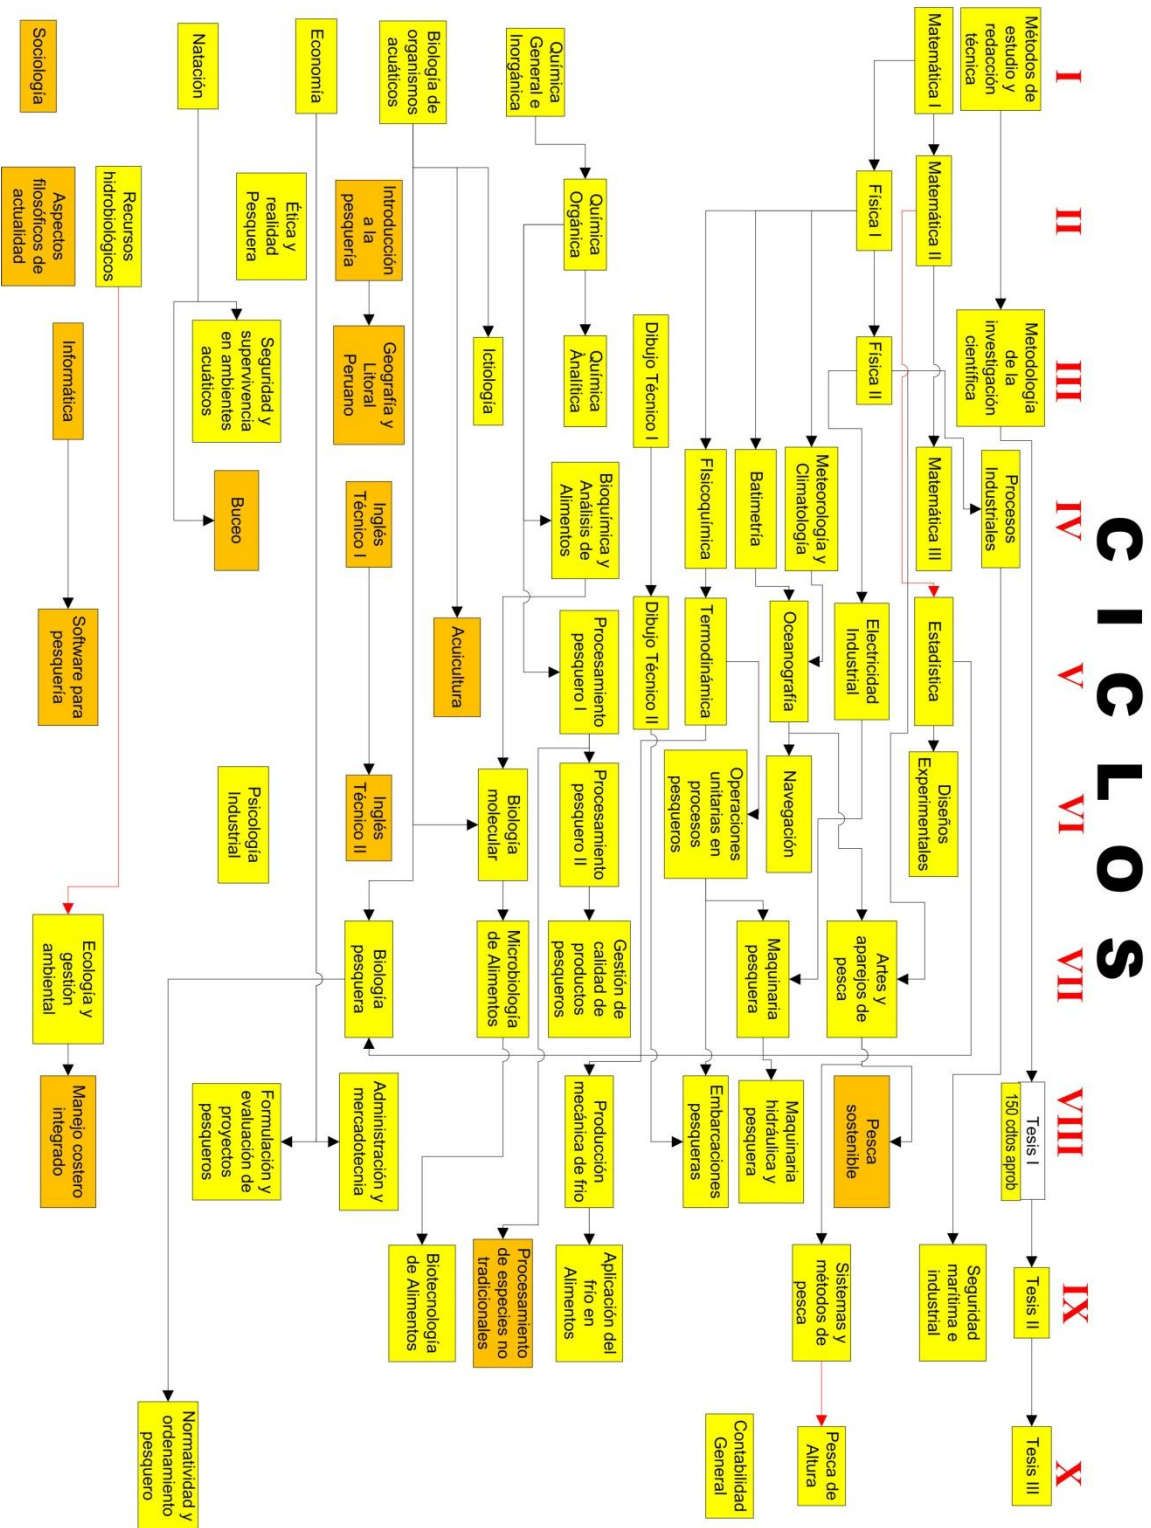 CICLOS
I
II
III
IV
V
VI
VII
VIII
IX
X
Métodos de
estudio y
redacción
técnica
Matemática I
Química
General e
Inorgánica
Biología de
organismos
acuáticos
Economía
Natación
Sociología
Matemática II
Física I
Química
Orgánica
Introducción
a la
pesquería
Ética y
realidad
Pesquera
Recursos
hidrobiológicos
Aspectos
filosóficos de
actualidad
Metodología
de la
investigación
científica
Física II
Dibujo Técnico I
Química
Ànalítica
Ictiología
Geografía y
Litoral
Peruano
Seguridad y
supervivencia
en ambientes
acuáticos
Informática
Procesos
Industriales
Matemática III
Meteorología y
Climatología
Batimetría
FIsicoquímica
Bioquímica y
Análisis de
Alimentos
Inglés
Técnico I
Buceo
Estadística
Electricidad
Industrial
Oceanografía
Termodinámica
Dibujo Técnico II
Procesamiento
pesquero I
Acuicultura
Software para
pesquería
Diseños
Experimentales
Navegación
Operaciones
unitarias en
procesos
pesqueros
Procesamiento
pesquero II
Biología
molecular
Inglés
Técnico II
Psicología
Industrial
Artes y
aparejos de
pesca
Maquinaria
pesquera
Gestión de
calidad de
productos
pesqueros
Microbiología
de Alimentos
Biología
pesquera
Ecología y
gestión
ambiental
Tesis I
150 cdtos aprob
Pesca
sostenible
Maquinaria
hidráulica y
pesquera
Embarcaciones
pesqueras
Producción
mecánica de frio
Administración y
mercadotecnia
Formulación y
evaluación de
proyectos
pesqueros
Manejo costero
integrado
Tesis II
Seguridad
marítima e
industrial
Sistemas y
métodos de
pesca
Aplicación del
frío en
Alimentos
Procesamiento
de especies no
tradicionales
Biotecnología
de Alimentos
Tesis III
Pesca de
Altura
Contabilidad
General
Normatividad y
ordenamiento
pesquero